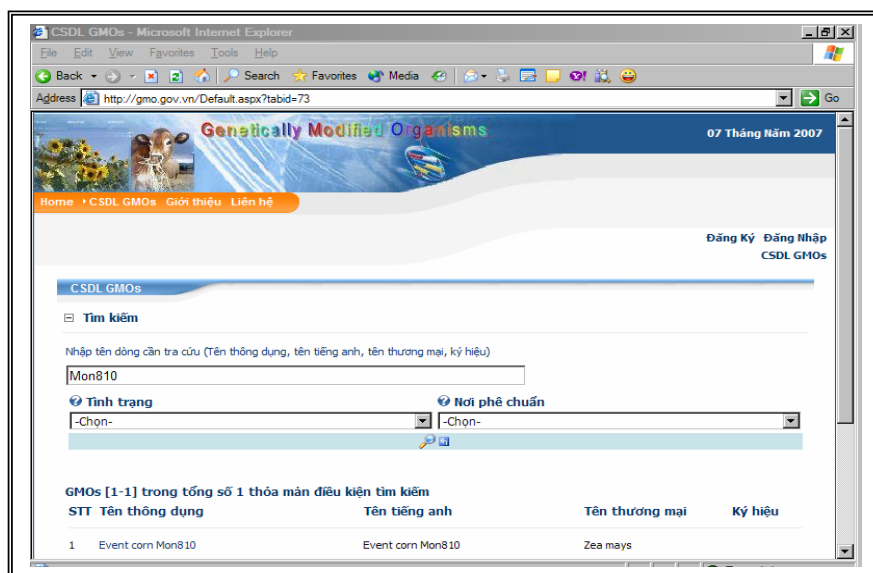 CSDL GMOs - Microsoft Internet Explorer
File Edit View Favorites Tools Help
Back Search Favorites Media
Address http://gmo.gov.vn/Default.aspx?tabid=73 Go
Genetically Modified Organisms
07 Tháng Năm 2007
Home CSDL GMOs Giới thiệu Liên hệ
Đăng Ký Đăng Nhập
CSDL GMOs
CSDL GMOs
Tìm kiếm
Nhập tên dòng cần tra cứu (Tên thông dụng, tên tiếng anh, tên thương mại, ký hiệu)
Mon810
Tình trạng Nơi phê chuẩn
-Chọn- -Chọn-
GMOs [1-1] trong tổng số 1 thỏa mản điều kiện tìm kiếm
STT Tên thông dụng Tên tiếng anh Tên thương mại Ký hiệu
1 Event corn Mon810 Event corn Mon810 Zea mays